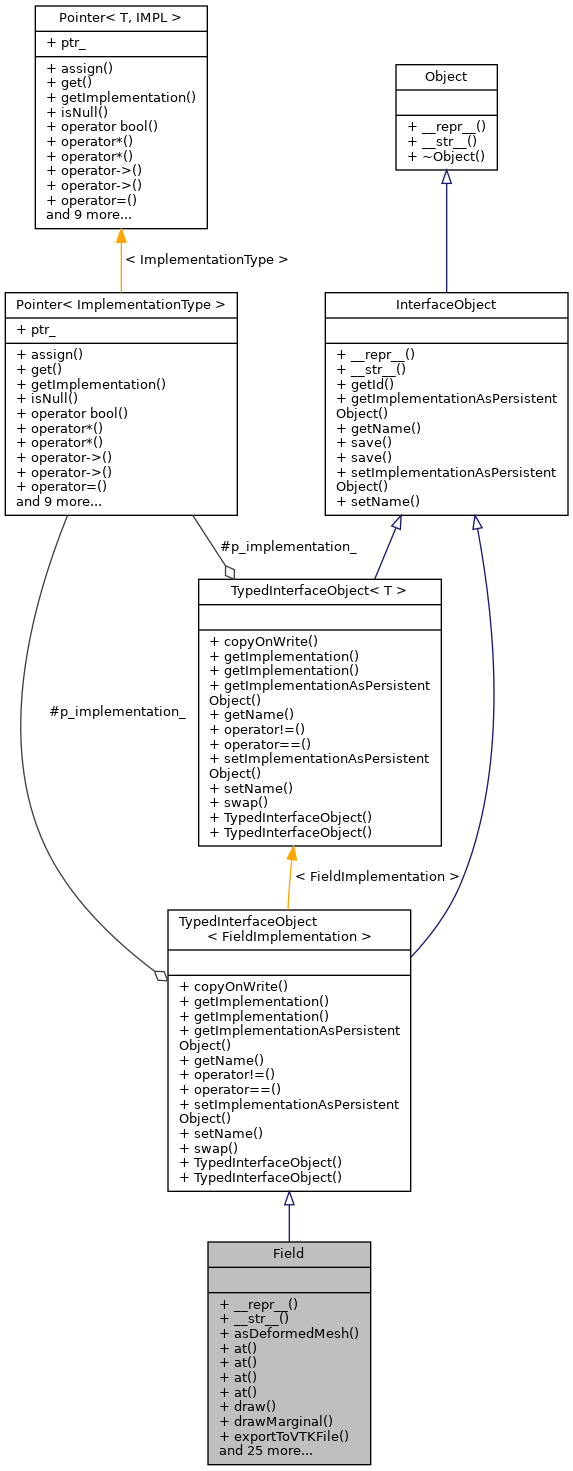 Pointer< T, IMPL >
+ ptr_
+ assign()
+ get()
+ getImplementation()
+ isNull()
+ operator bool()
+ operator*()
+ operator*()
+ operator->()
+ operator->()
+ operator=()
and 9 more...
Object
+ __repr__()
+ __str__()
+ ~Object()
< ImplementationType >
Pointer< ImplementationType >
+ ptr_
+ assign()
+ get()
+ getImplementation()
+ isNull()
+ operator bool()
+ operator*()
+ operator*()
+ operator->()
+ operator->()
+ operator=()
and 9 more...
InterfaceObject
+ __repr__()
+ __str__()
+ getId()
+ getImplementationAsPersistent
Object()
+ getName()
+ save()
+ save()
+ setImplementationAsPersistent
Object()
+ setName()
#p_implementation_
TypedInterfaceObject< T >
+ copyOnWrite()
+ getImplementation()
+ getImplementation()
+ getImplementationAsPersistent
Object()
+ getName()
+ operator!=()
+ operator==()
+ setImplementationAsPersistent
Object()
+ setName()
+ swap()
+ TypedInterfaceObject()
+ TypedInterfaceObject()
#p_implementation_
< FieldImplementation >
TypedInterfaceObject
< FieldImplementation >
+ copyOnWrite()
+ getImplementation()
+ getImplementation()
+ getImplementationAsPersistent
Object()
+ getName()
+ operator!=()
+ operator==()
+ setImplementationAsPersistent
Object()
+ setName()
+ swap()
+ TypedInterfaceObject()
+ TypedInterfaceObject()
Field
+ __repr__()
+ __str__()
+ asDeformedMesh()
+ at()
+ at()
+ at()
+ at()
+ draw()
+ drawMarginal()
+ exportToVTKFile()
and 25 more...